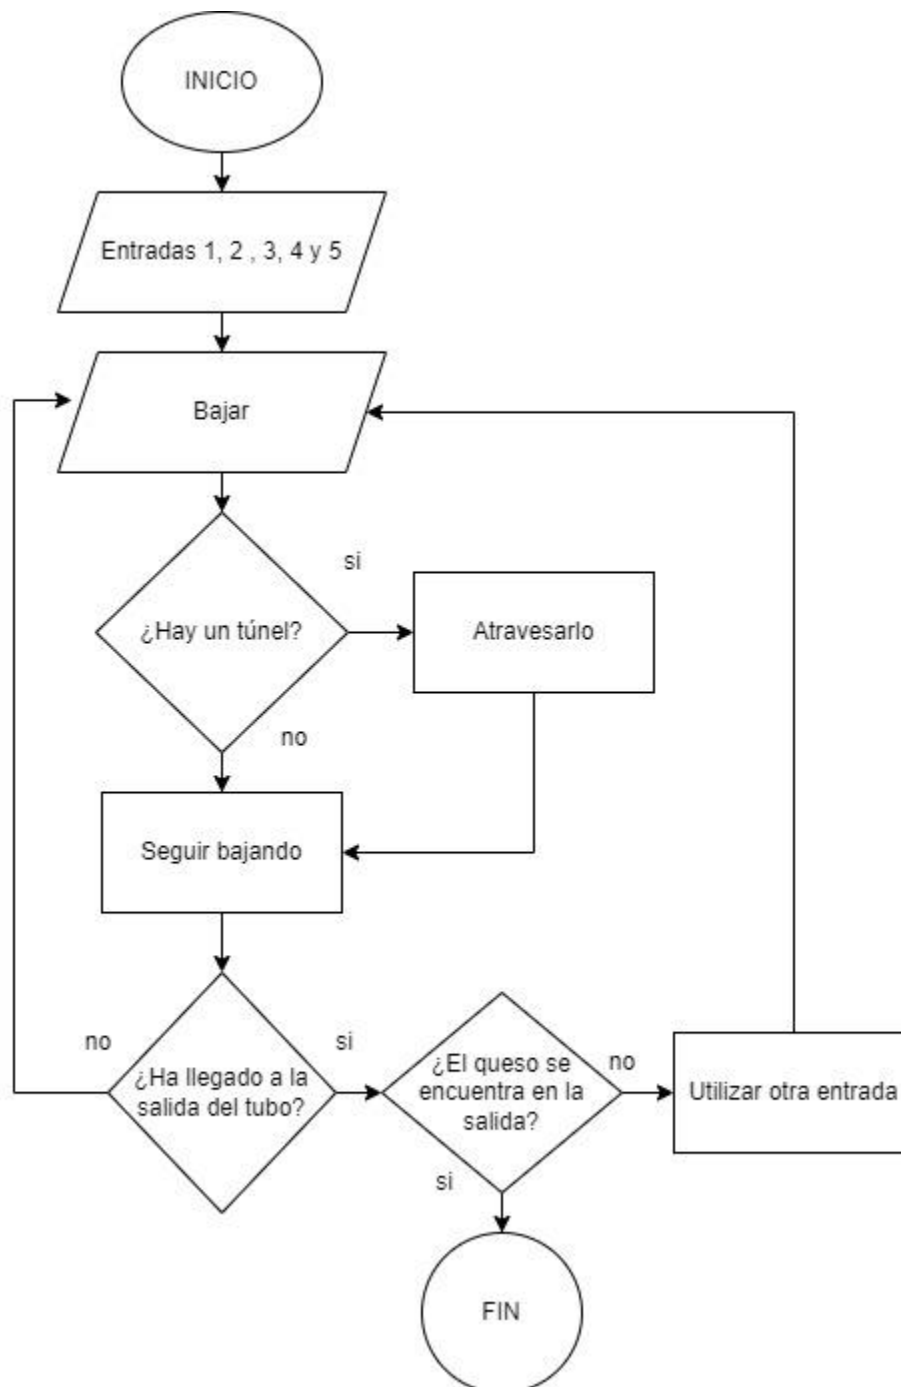 INICIO
Entradas 1, 2 , 3, 4 y 5
Bajar
si
¿Hay un túnel?
Atravesarlo
no
Seguir bajando
no
si
¿Ha llegado a la
salida del tubo?
¿El queso se
encuentra en la
salida?
no
Utilizar otra entrada
si
FIN